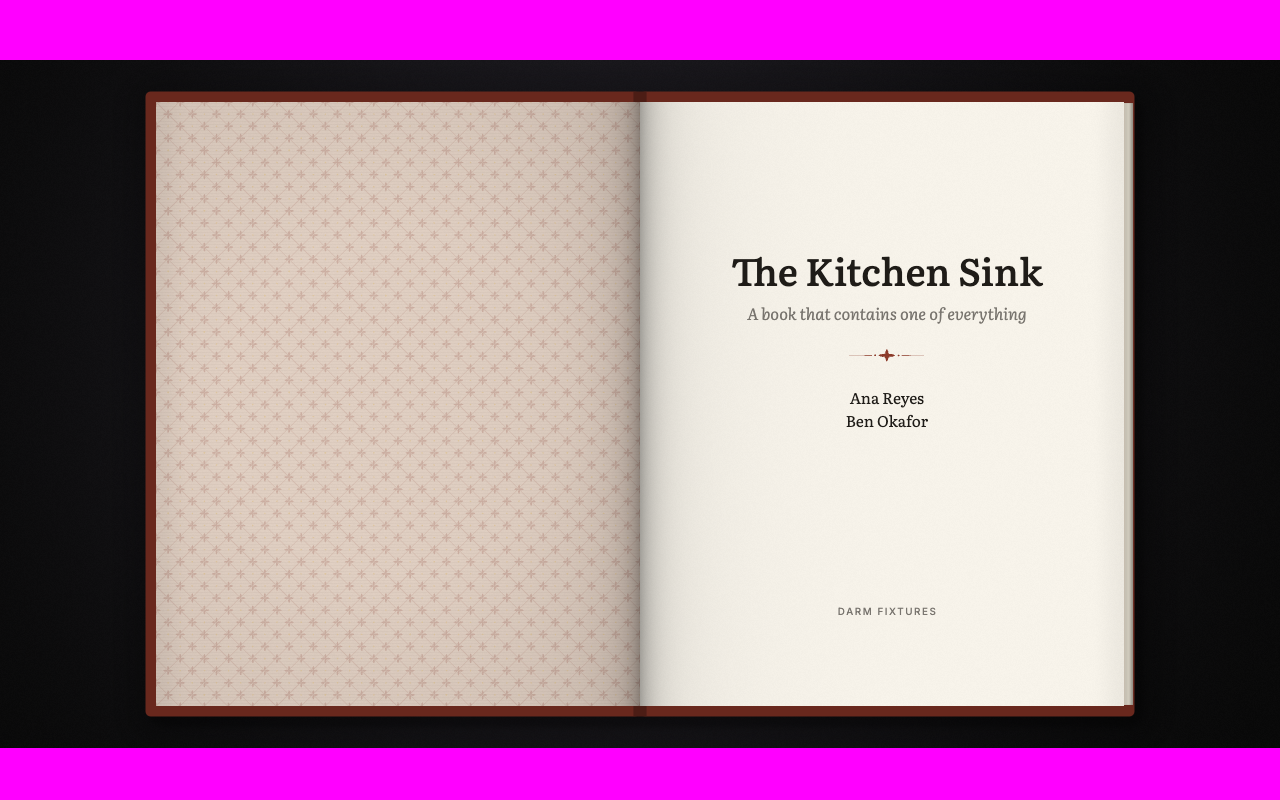 The Kitchen Sink
A book that contains one of everything
Ana Reyes
Ben Okafor
DARM FIXTURES